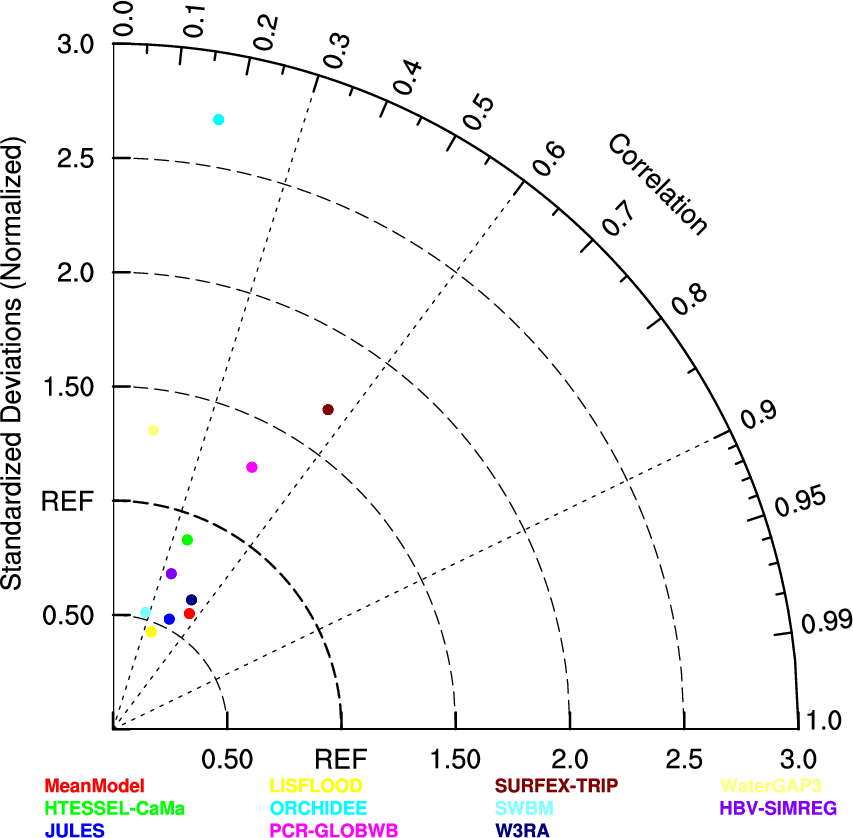 0.0
0.1
0.2
0.3
0.4
0.5
0.6
0.7
0.8
0.9
0.95
0.99
1.0
Correlation
Standardized Deviations (Normalized)
3.0
2.5
2.0
1.50
REF
0.50
0.50 REF 1.50 2.0 2.5 3.0
MeanModel LISFLOOD SURFEX-TRIP WaterGAP3
HTESSEL-CaMa ORCHIDEE SWBM HBV-SIMREG
JULES PCR-GLOBWB W3RA